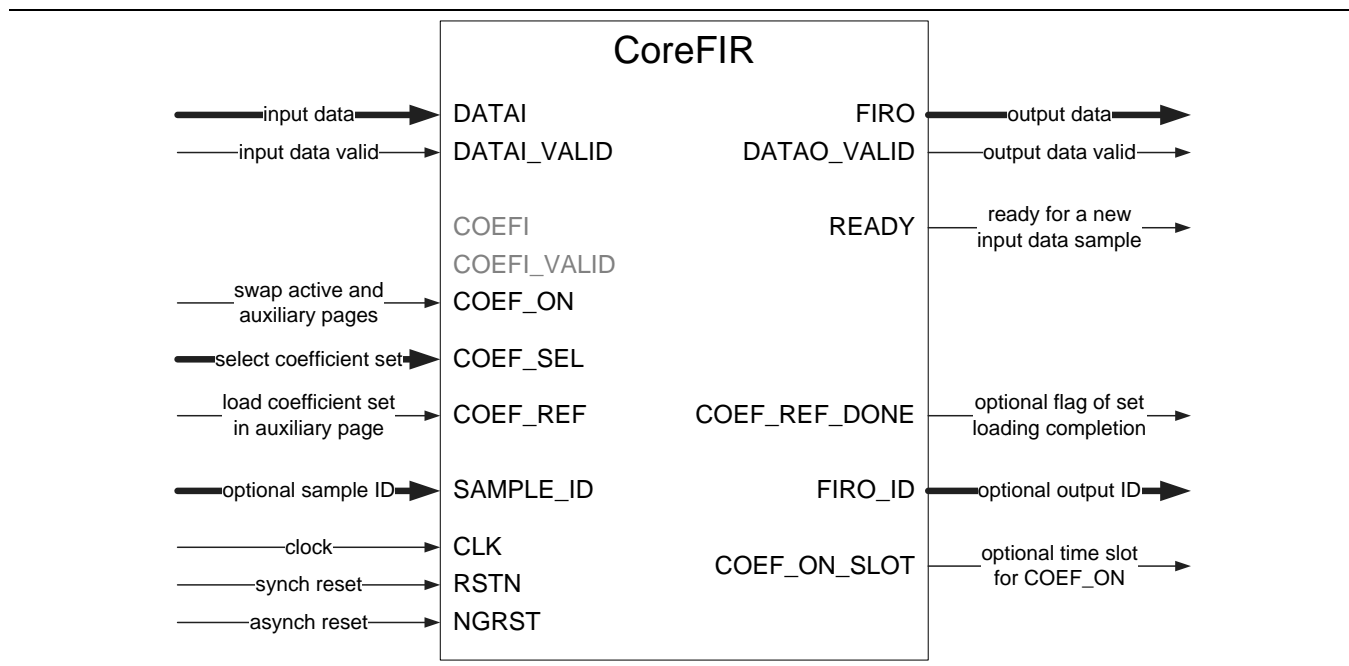 CoreFIR
input data DATAI FIRO output data
input data valid DATAI_VALID DATAO_VALID output data valid
COEFI READY ready for a new
input data sample
COEFI_VALID
swap active and
auxiliary pages COEF_ON
select coefficient set COEF_SEL
load coefficient set
in auxiliary page COEF_REF COEF_REF_DONE optional flag of set
loading completion
optional sample ID SAMPLE_ID FIRO_ID optional output ID
clock CLK
COEF_ON_SLOT optional time slot
for COEF_ON
synch reset RSTN
asynch reset NGRST